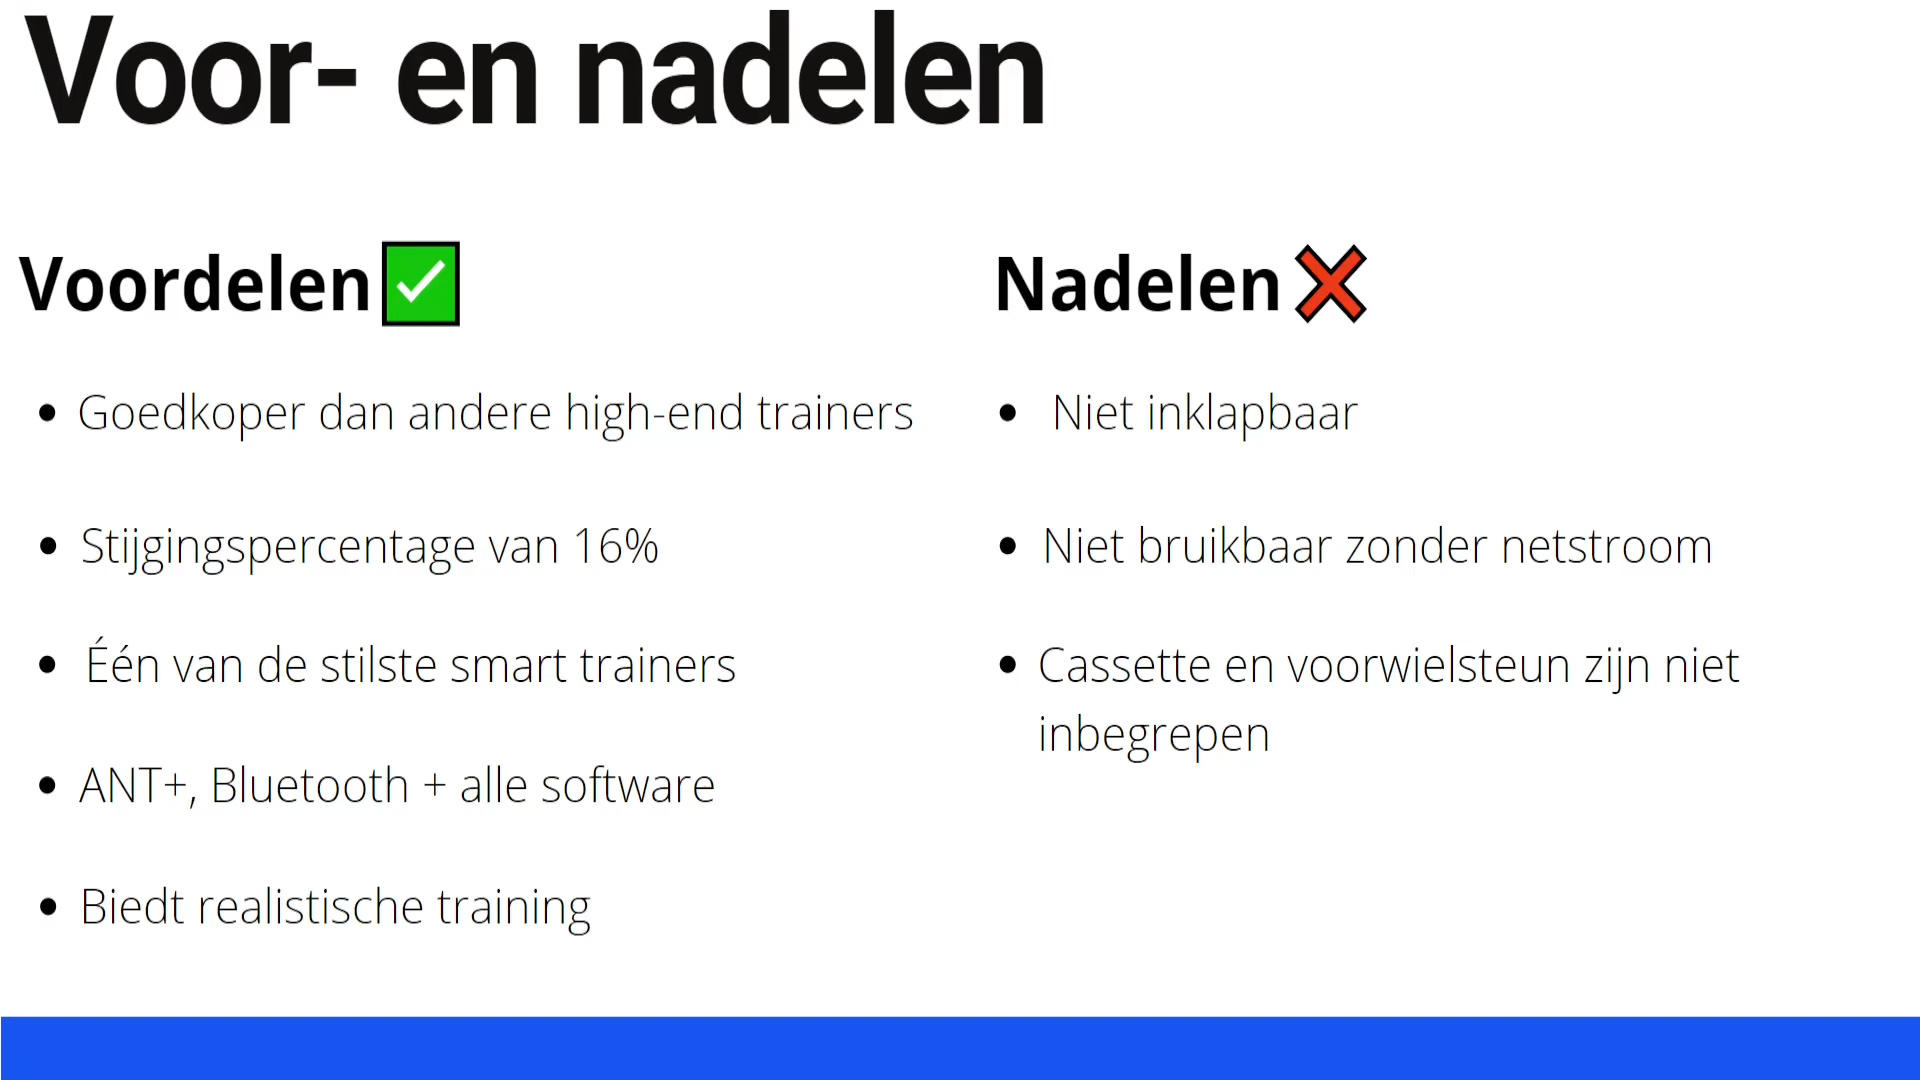 Voor- en nadelen
Voordelen
Goedkoper dan andere high-end trainers
Stijgingspercentage van 16%
Één van de stilste smart trainers
ANT+, Bluetooth + alle software
Biedt realistische training
Nadelen
Niet inklapbaar
Niet bruikbaar zonder netstroom
Cassette en voorwielsteun zijn niet
inbegrepen